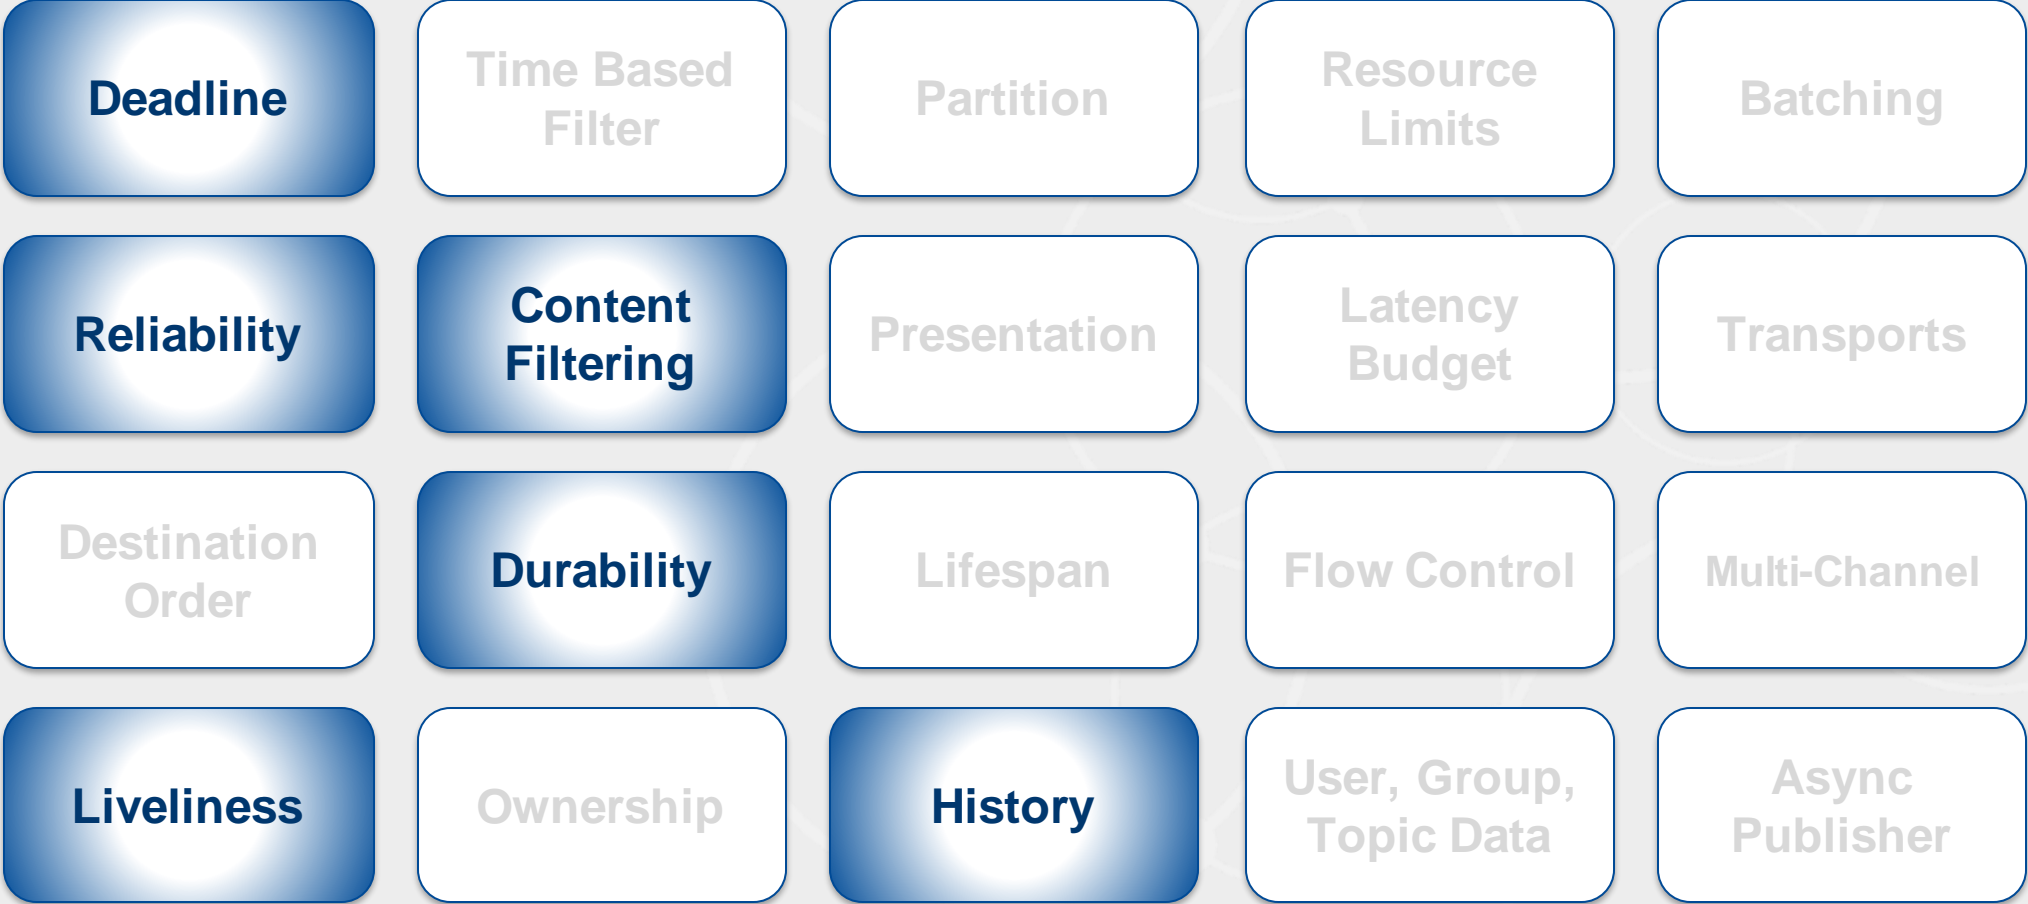 Deadline
Time Based
Filter
Partition
Resource
Limits
Batching
Reliability
Content
Filtering
Presentation
Latency
Budget
Transports
Destination
Order
Durability
Lifespan
Flow Control
Multi-Channel
Liveliness
Ownership
History
User, Group,
Topic Data
Async
Publisher